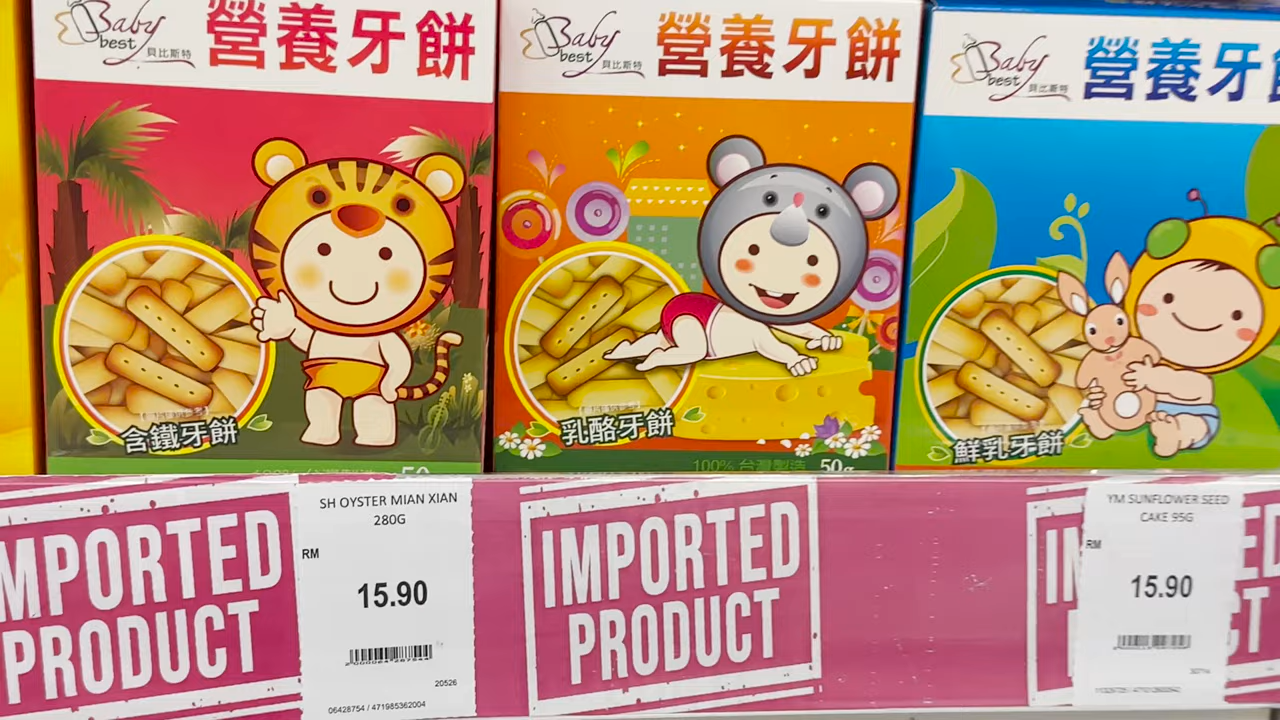 Baby
best 貝比斯特
營養牙餅
含鐵牙餅
Baby
best 貝比斯特
營養牙餅
乳酪牙餅
100% 台灣製造 50g
Baby
best 貝比斯特
營養牙
鮮乳牙餅
IMPORTED
PRODUCT
SH OYSTER MIAN XIAN
280G
RM
15.90
20526
06428754 / 471985362004
IMPORTED
PRODUCT
YM SUNFLOWER SEED
CAKE 95G
RM
15.90